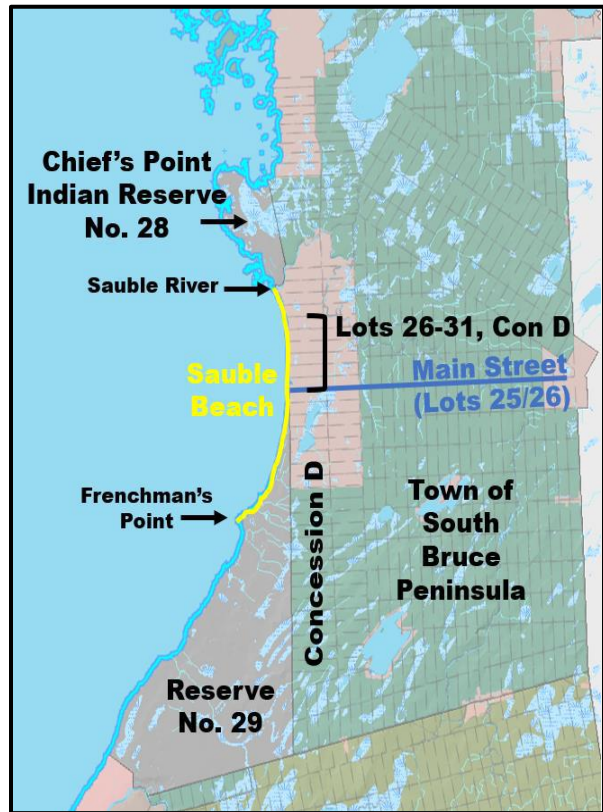 Chief's Point
Indian Reserve
No. 28
Sauble River
Lots 26-31, Con D
Main Street
(Lots 25/26)
Sauble
Beach
Frenchman's
Point
Concession D
Town of
South
Bruce
Peninsula
Reserve
No. 29